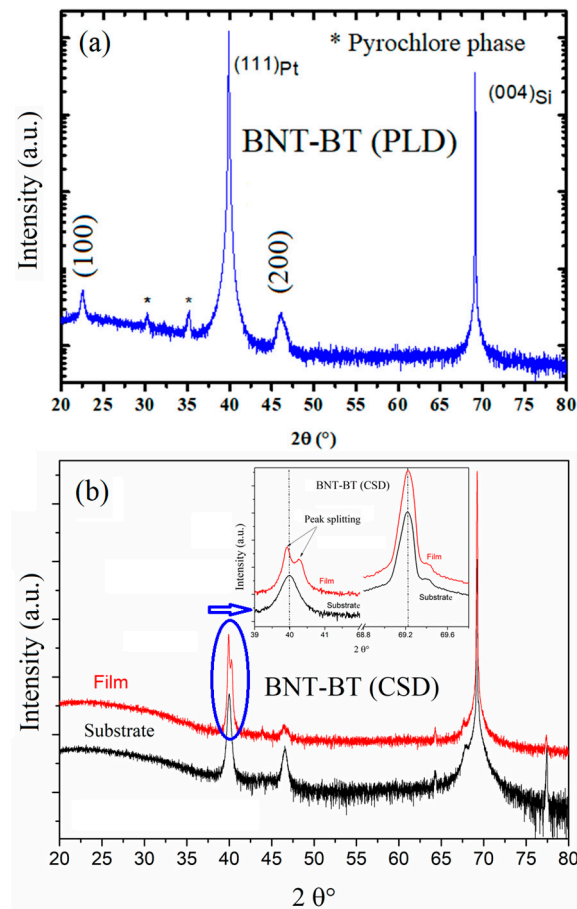 (a)
* Pyrochlore phase
(111)Pt
(004)Si
BNT-BT (PLD)
(100)
* *
(200)
Intensity (a.u.)
20 25 30 35 40 45 50 55 60 65 70 75 80
2θ (°)
(b)
BNT-BT (CSD)
Peak splitting
Intensity (a.u.)
Film
Substrate
Film
Substrate
39 40 41 68.8 69.2 69.6
2 θ°
Intensity (a.u.)
Film
BNT-BT (CSD)
Substrate
20 25 30 35 40 45 50 55 60 65 70 75 80
2 θ°